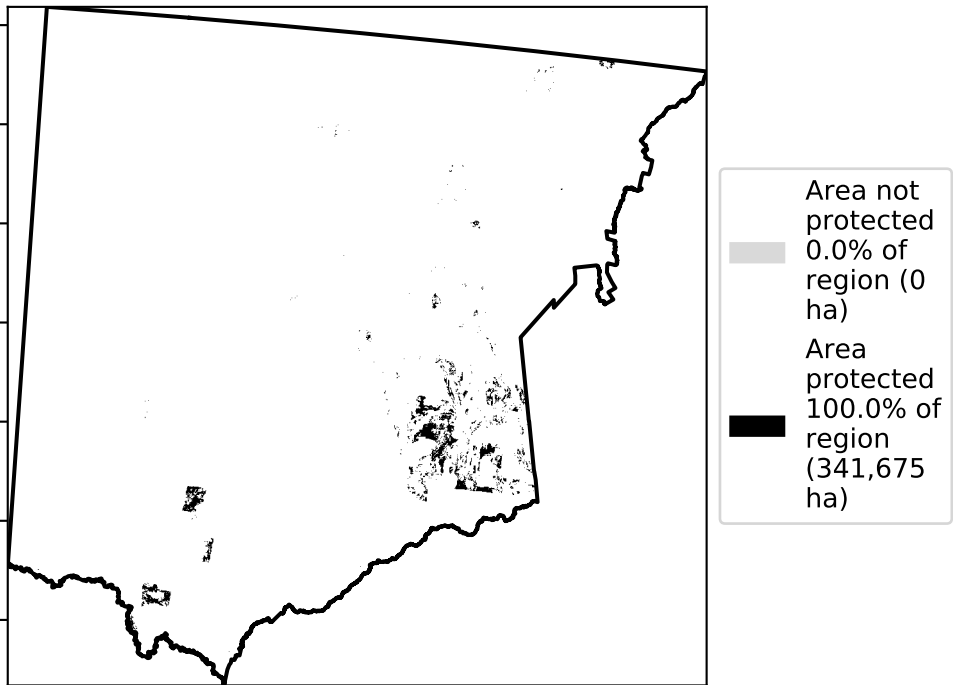 Area not
protected
0.0% of
region (0
ha)
Area
protected
100.0% of
region
(341,675
ha)